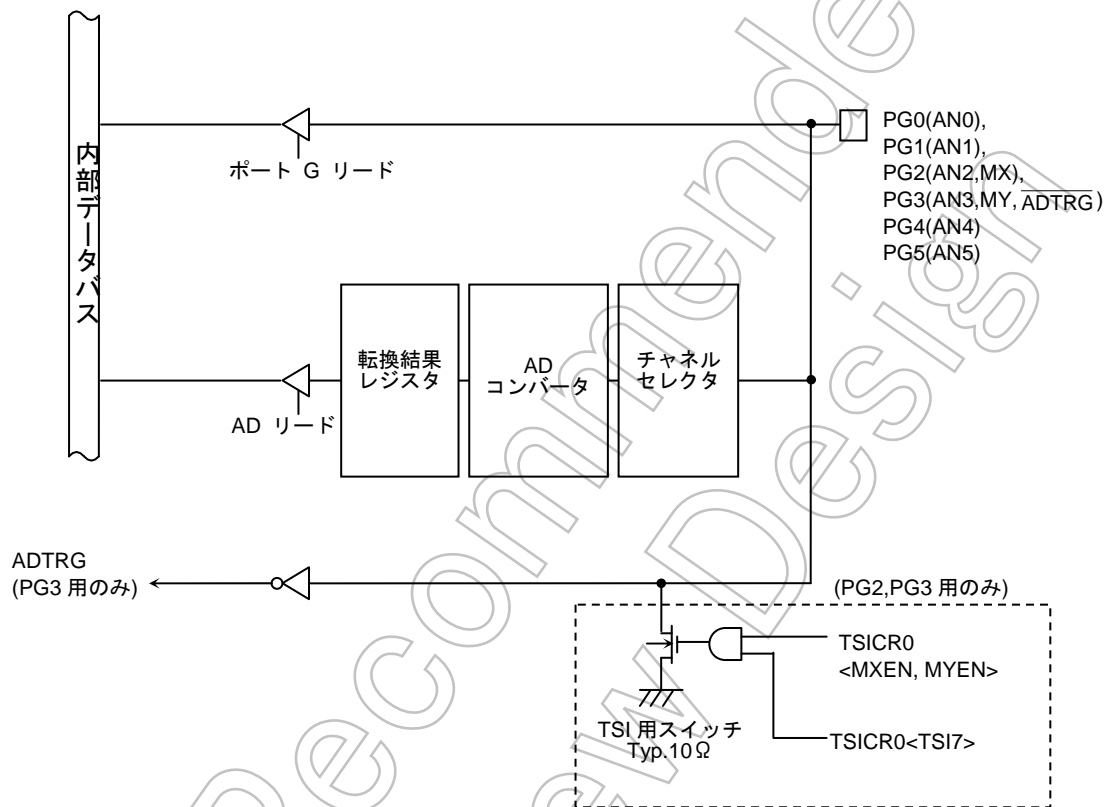 内部データバス
ポート G リード
PG0(AN0),
PG1(AN1),
PG2(AN2,MX),
PG3(AN3,MY, ADTRG)
PG4(AN4)
PG5(AN5)
転換結果
レジスタ
AD
コンバータ
チャネル
セレクタ
AD リード
ADTRG
(PG3 用のみ)
(PG2,PG3 用のみ)
TSICR0
<MXEN, MYEN>
TSI 用スイッチ
Typ.10Ω
TSICR0<TSI7>
Recommende
New Design